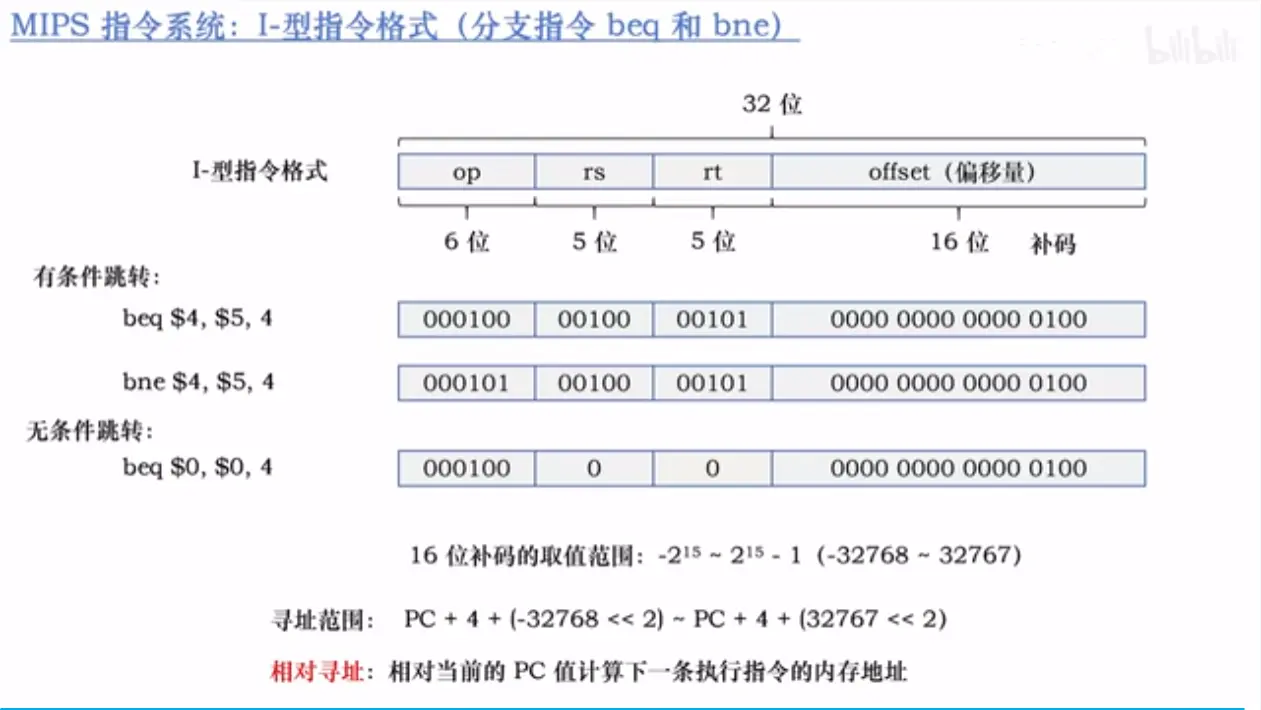 MIPS 指令系统：I-型指令格式（分支指令 beq 和 bne）
bilibili
32 位
I-型指令格式 op rs rt offset（偏移量）
6 位 5 位 5 位 16 位 补码
有条件跳转：
beq $4, $5, 4 000100 00100 00101 0000 0000 0000 0100
bne $4, $5, 4 000101 00100 00101 0000 0000 0000 0100
无条件跳转：
beq $0, $0, 4 000100 0 0 0000 0000 0000 0100
16 位补码的取值范围：-2¹⁵ ~ 2¹⁵ - 1（-32768 ~ 32767）
寻址范围： PC + 4 + (-32768 << 2) ~ PC + 4 + (32767 << 2)
相对寻址：相对当前的 PC 值计算下一条执行指令的内存地址